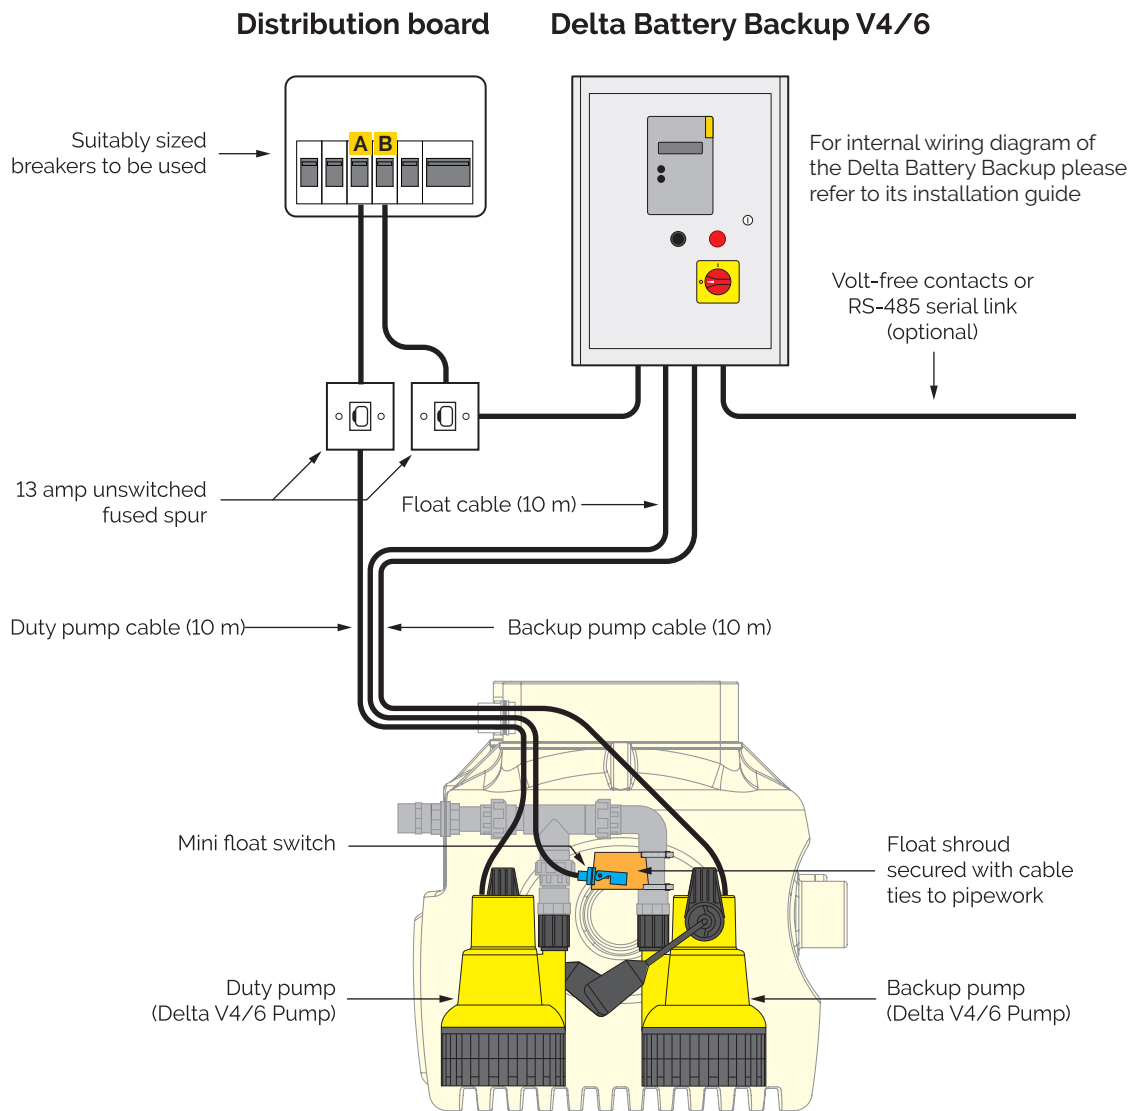 Distribution board
Delta Battery Backup V4/6
Suitably sized
breakers to be used
A B
For internal wiring diagram of
the Delta Battery Backup please
refer to its installation guide
Volt-free contacts or
RS-485 serial link
(optional)
13 amp unswitched
fused spur
Float cable (10 m)
Duty pump cable (10 m)
Backup pump cable (10 m)
Mini float switch
Float shroud
secured with cable
ties to pipework
Duty pump
(Delta V4/6 Pump)
Backup pump
(Delta V4/6 Pump)